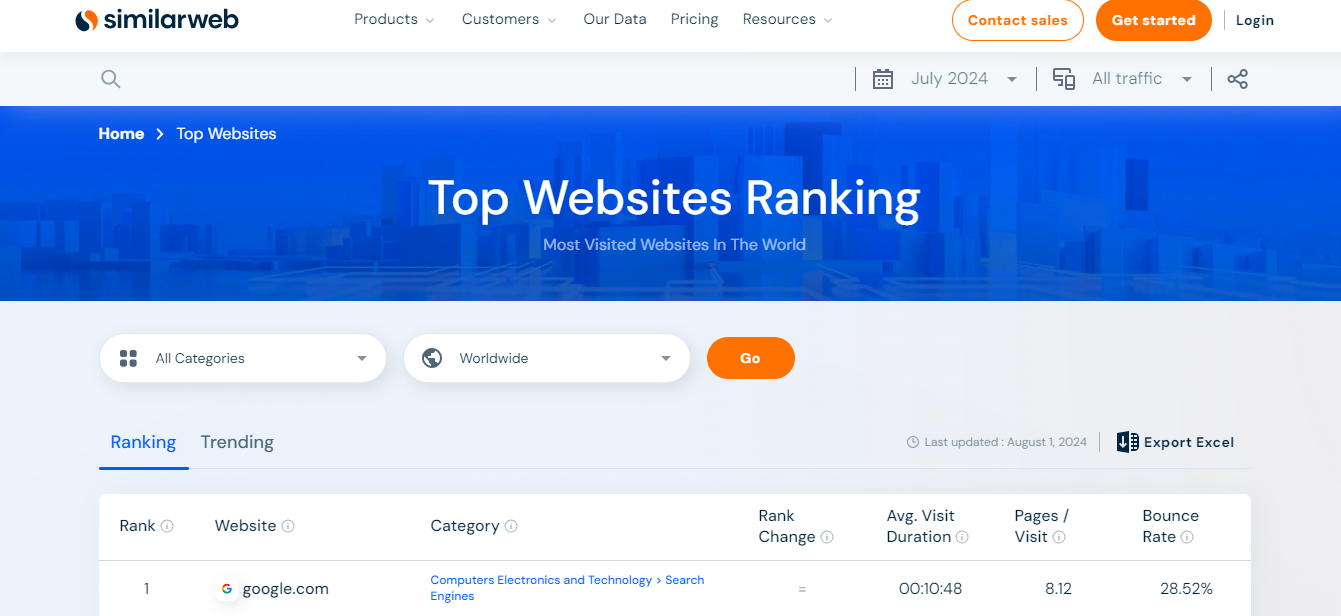 similarweb Products Customers Our Data Pricing Resources Contact sales Get started Login
July 2024 All traffic
Home Top Websites
Top Websites Ranking
Most Visited Websites In The World
All Categories Worldwide Go
Ranking Trending Last updated : August 1, 2024 Export Excel
Rank Website Category Rank Change Avg. Visit Duration Pages / Visit Bounce Rate
1 google.com Computers Electronics and Technology > Search Engines = 00:10:48 8.12 28.52%